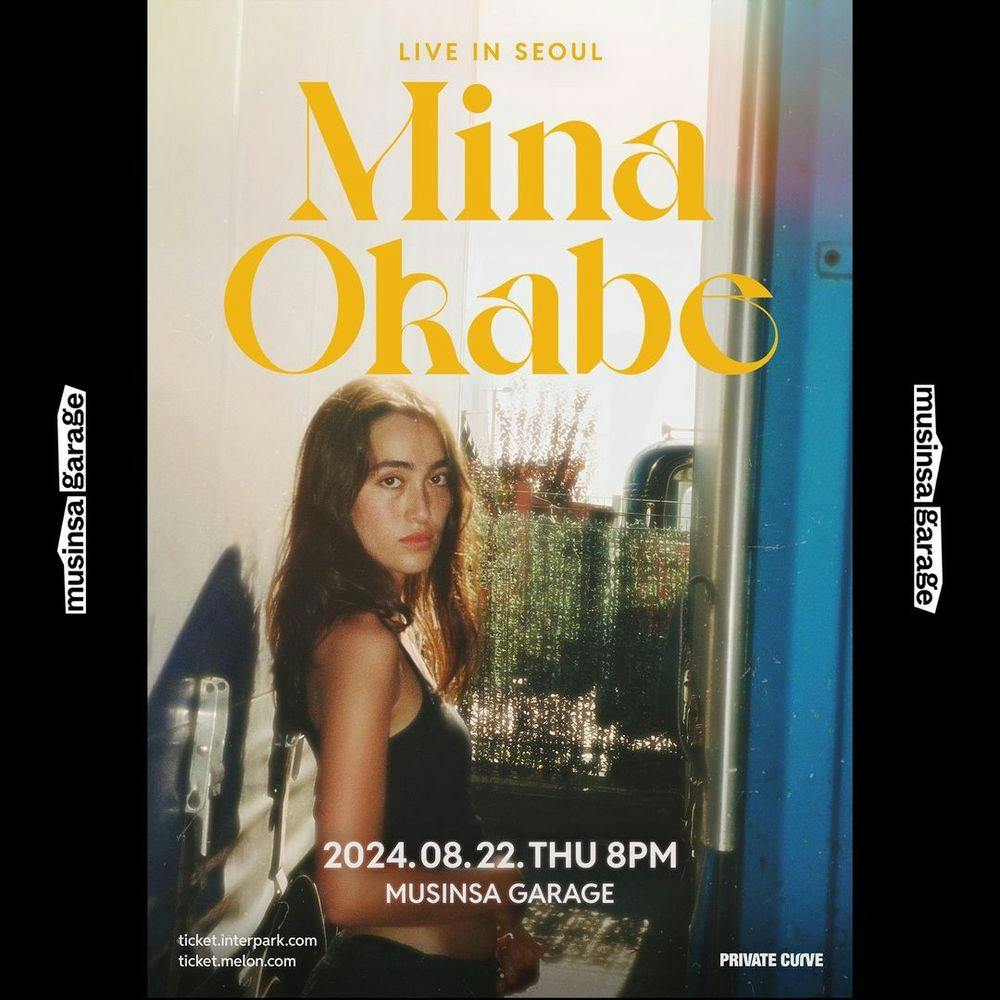 LIVE IN SEOUL
Mina
Okabe
musinsa garage
musinsa garage
2024.08.22.THU 8PM
MUSINSA GARAGE
ticket.interpark.com
ticket.melon.com
PRIVATE CURVE